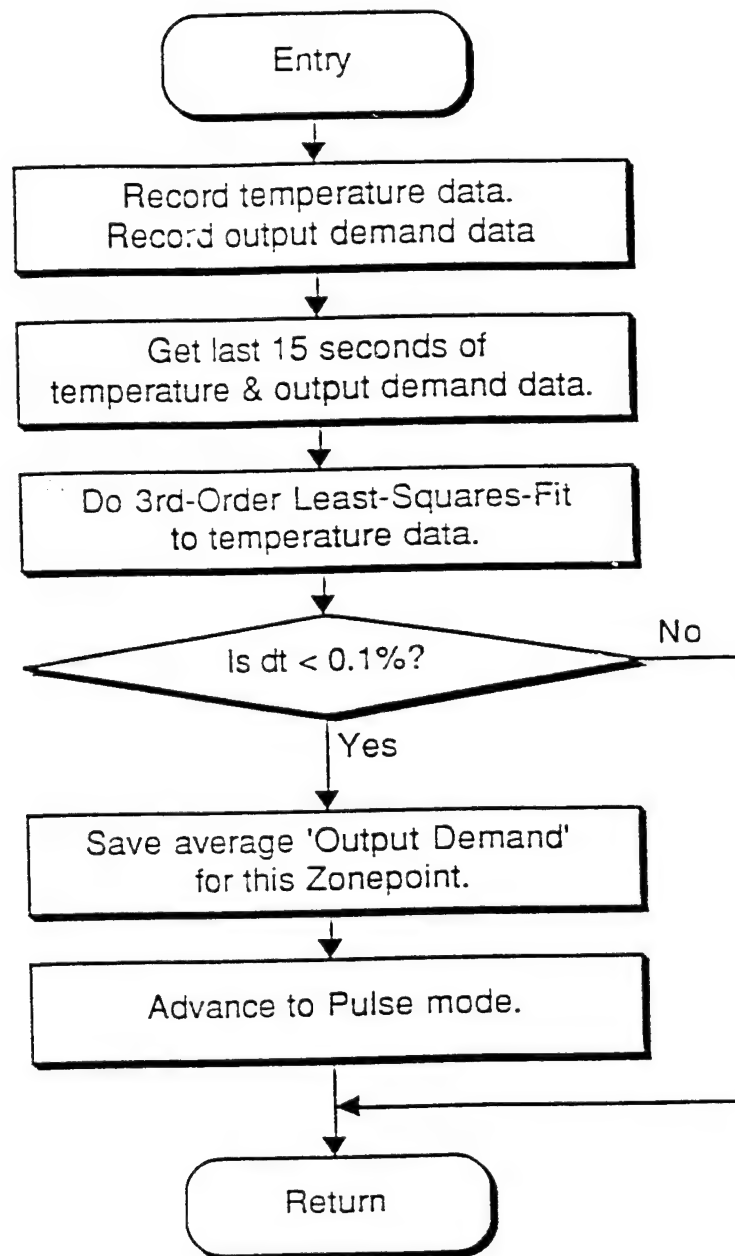 Entry
Record temperature data.
Record output demand data
Get last 15 seconds of
temperature & output demand data.
Do 3rd-Order Least-Squares-Fit
to temperature data.
Is dt < 0.1%?
No
Yes
Save average 'Output Demand'
for this Zonepoint.
Advance to Pulse mode.
Return